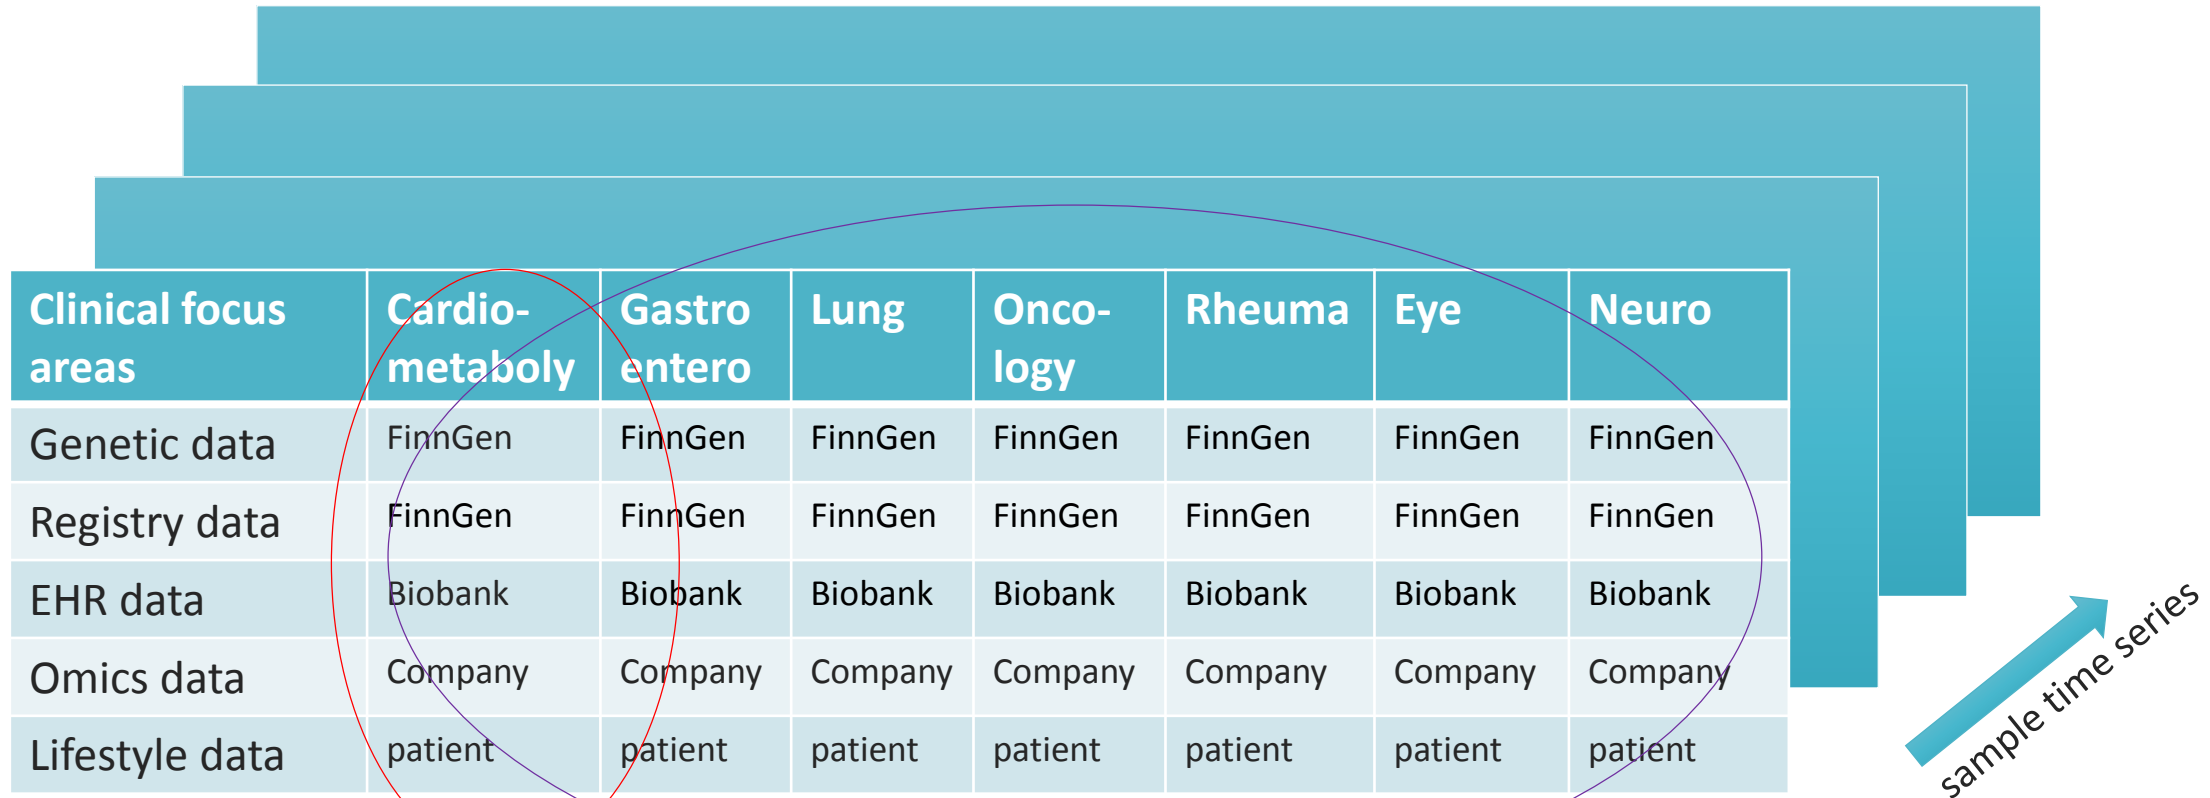 Clinical focus areas Cardio-metaboly Gastro entero Lung Onco-logy Rheuma Eye Neuro
Genetic data FinnGen FinnGen FinnGen FinnGen FinnGen FinnGen FinnGen
Registry data FinnGen FinnGen FinnGen FinnGen FinnGen FinnGen FinnGen
EHR data Biobank Biobank Biobank Biobank Biobank Biobank Biobank
Omics data Company Company Company Company Company Company Company
Lifestyle data patient patient patient patient patient patient patient
sample time series